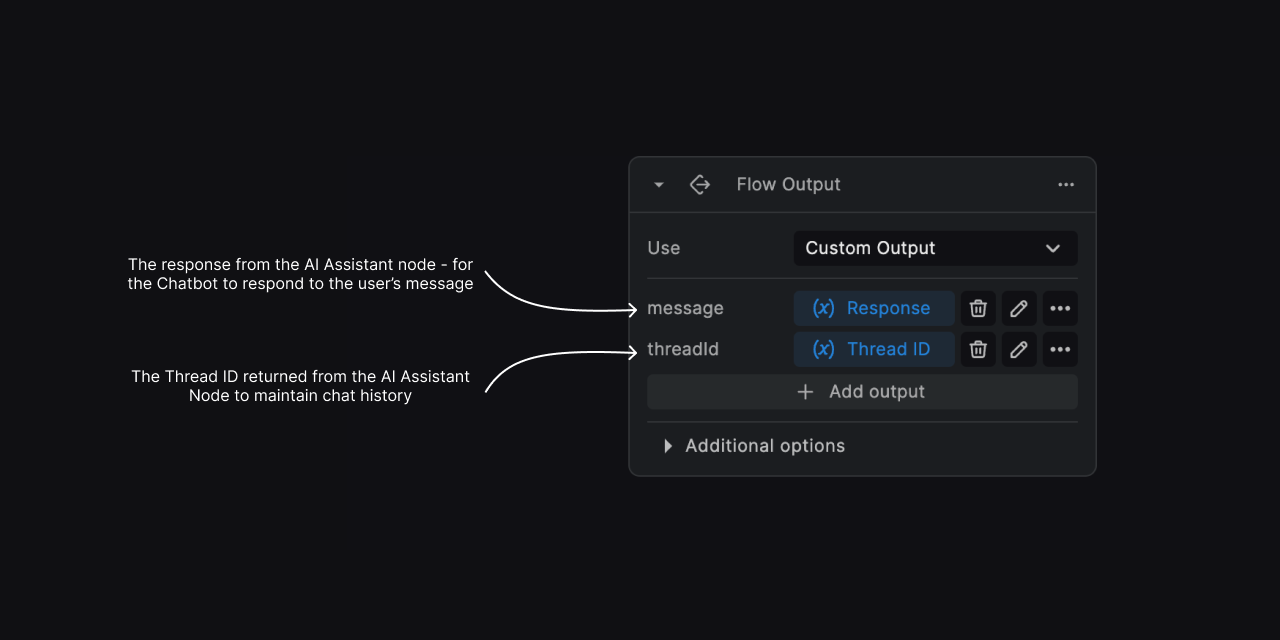 Flow Output
Use
Custom Output
The response from the AI Assistant node - for
the Chatbot to respond to the user’s message
message
(x) Response
threadId
(x) Thread ID
The Thread ID returned from the AI Assistant
Node to maintain chat history
Add output
Additional options